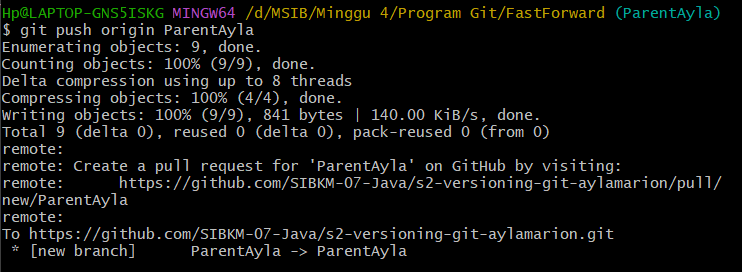 Hp@LAPTOP-GNS5ISKG MINGW64 /d/MSIB/Minggu 4/Program Git/FastForward (ParentAyla)
$ git push origin ParentAyla
Enumerating objects: 9, done.
Counting objects: 100% (9/9), done.
Delta compression using up to 8 threads
Compressing objects: 100% (4/4), done.
Writing objects: 100% (9/9), 841 bytes | 140.00 KiB/s, done.
Total 9 (delta 0), reused 0 (delta 0), pack-reused 0 (from 0)
remote:
remote: Create a pull request for 'ParentAyla' on GitHub by visiting:
remote:      https://github.com/SIBKM-07-Java/s2-versioning-git-aylamarion/pull/
new/ParentAyla
remote:
To https://github.com/SIBKM-07-Java/s2-versioning-git-aylamarion.git
 * [new branch]      ParentAyla -> ParentAyla